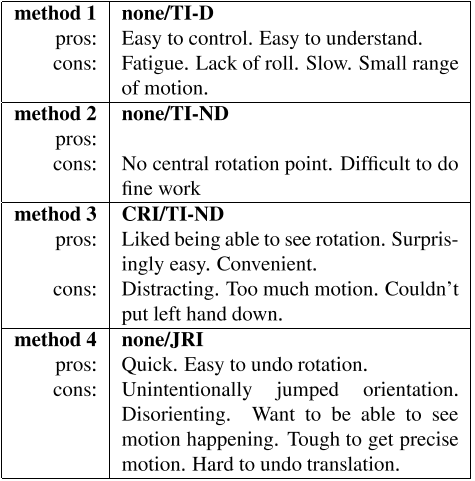 method 1 none/TI-D
pros: Easy to control. Easy to understand.
cons: Fatigue. Lack of roll. Slow. Small range
of motion.
method 2 none/TI-ND
pros:
cons: No central rotation point. Difficult to do
fine work
method 3 CRI/TI-ND
pros: Liked being able to see rotation. Surpris-
ingly easy. Convenient.
cons: Distracting. Too much motion. Couldn't
put left hand down.
method 4 none/JRI
pros: Quick. Easy to undo rotation.
cons: Unintentionally jumped orientation.
Disorienting. Want to be able to see
motion happening. Tough to get precise
motion. Hard to undo translation.